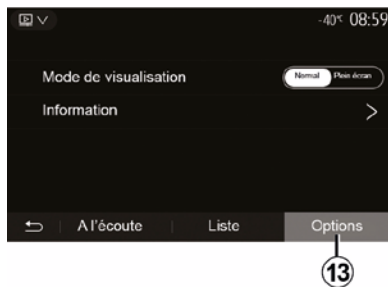 -40°C 08:59
Mode de visualisation Normal Plein écran
Information >
A l'écoute Liste Options
13